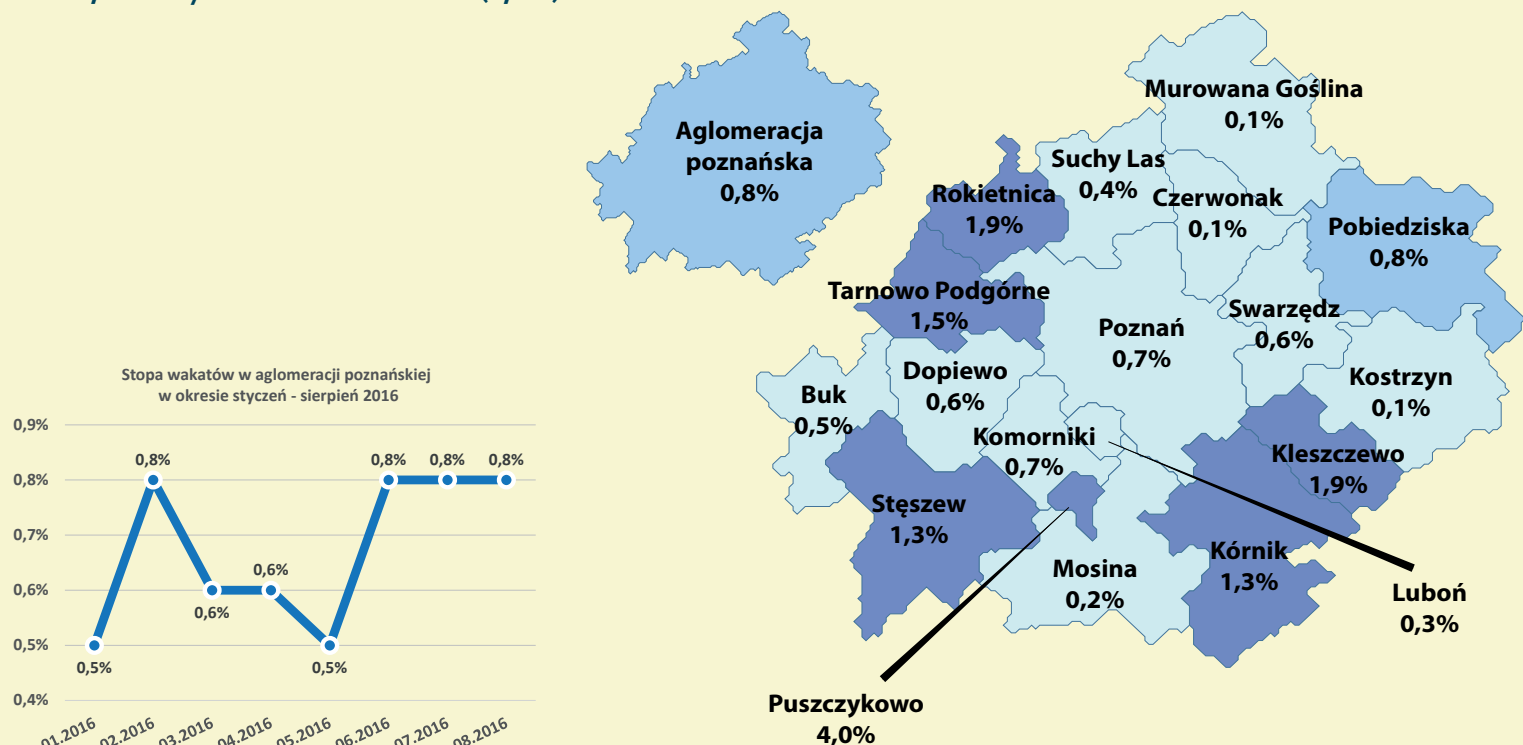 Aglomeracja
poznańska
0,8%
Murowana Goślina
0,1%
Suchy Las
0,4%
Rokietnica
1,9%
Czerwonak
0,1%
Pobiedziska
0,8%
Tarnowo Podgórne
1,5%
Poznań
0,7%
Swarzędz
0,6%
Dopiewo
0,6%
Buk
0,5%
Kostrzyn
0,1%
Komorniki
0,7%
Kleszczewo
1,9%
Stęszew
1,3%
Mosina
0,2%
Kórnik
1,3%
Luboń
0,3%
Puszczykowo
4,0%
Stopa wakatów w aglomeracji poznańskiej
w okresie styczeń - sierpień 2016
0,9%
0,8%
0,7%
0,6%
0,5%
0,4%
0,5%
0,8%
0,6%
0,6%
0,5%
0,8%
0,8%
0,8%
01.2016
02.2016
03.2016
04.2016
05.2016
06.2016
07.2016
08.2016